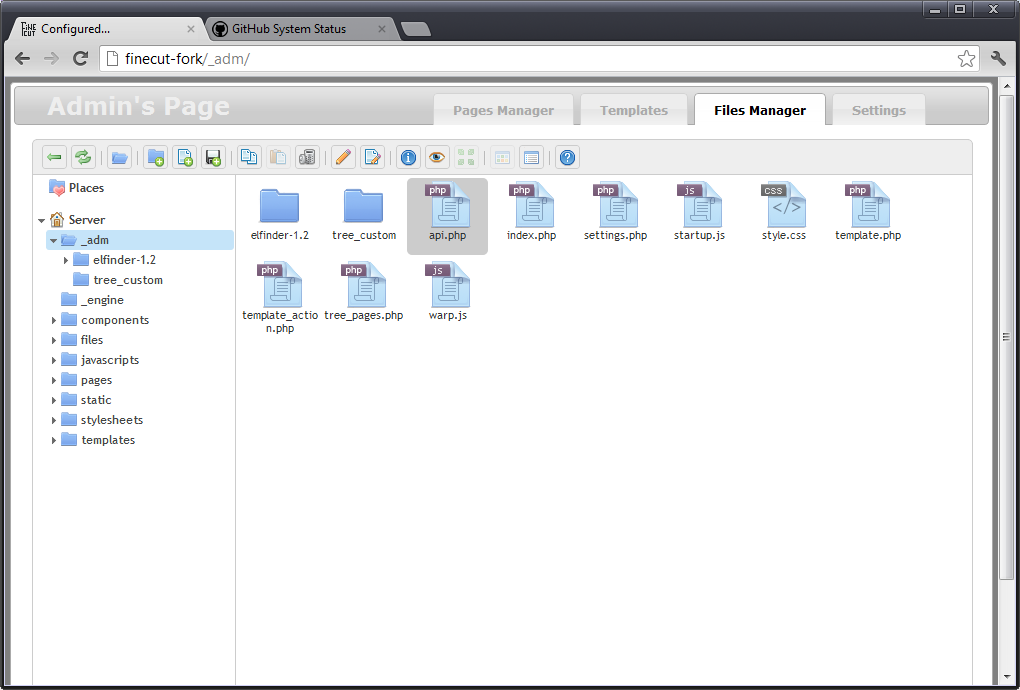 FINE CUT Configured...
GitHub System Status
finecut-fork/_adm/
Admin's Page
Pages Manager
Templates
Files Manager
Settings
Places
Server
_adm
elfinder-1.2
tree_custom
_engine
components
files
javascripts
pages
static
stylesheets
templates
elfinder-1.2
tree_custom
php
api.php
php
index.php
php
settings.php
js
startup.js
css
</>
style.css
php
template.php
php
template_actio
n.php
php
tree_pages.php
js
warp.js